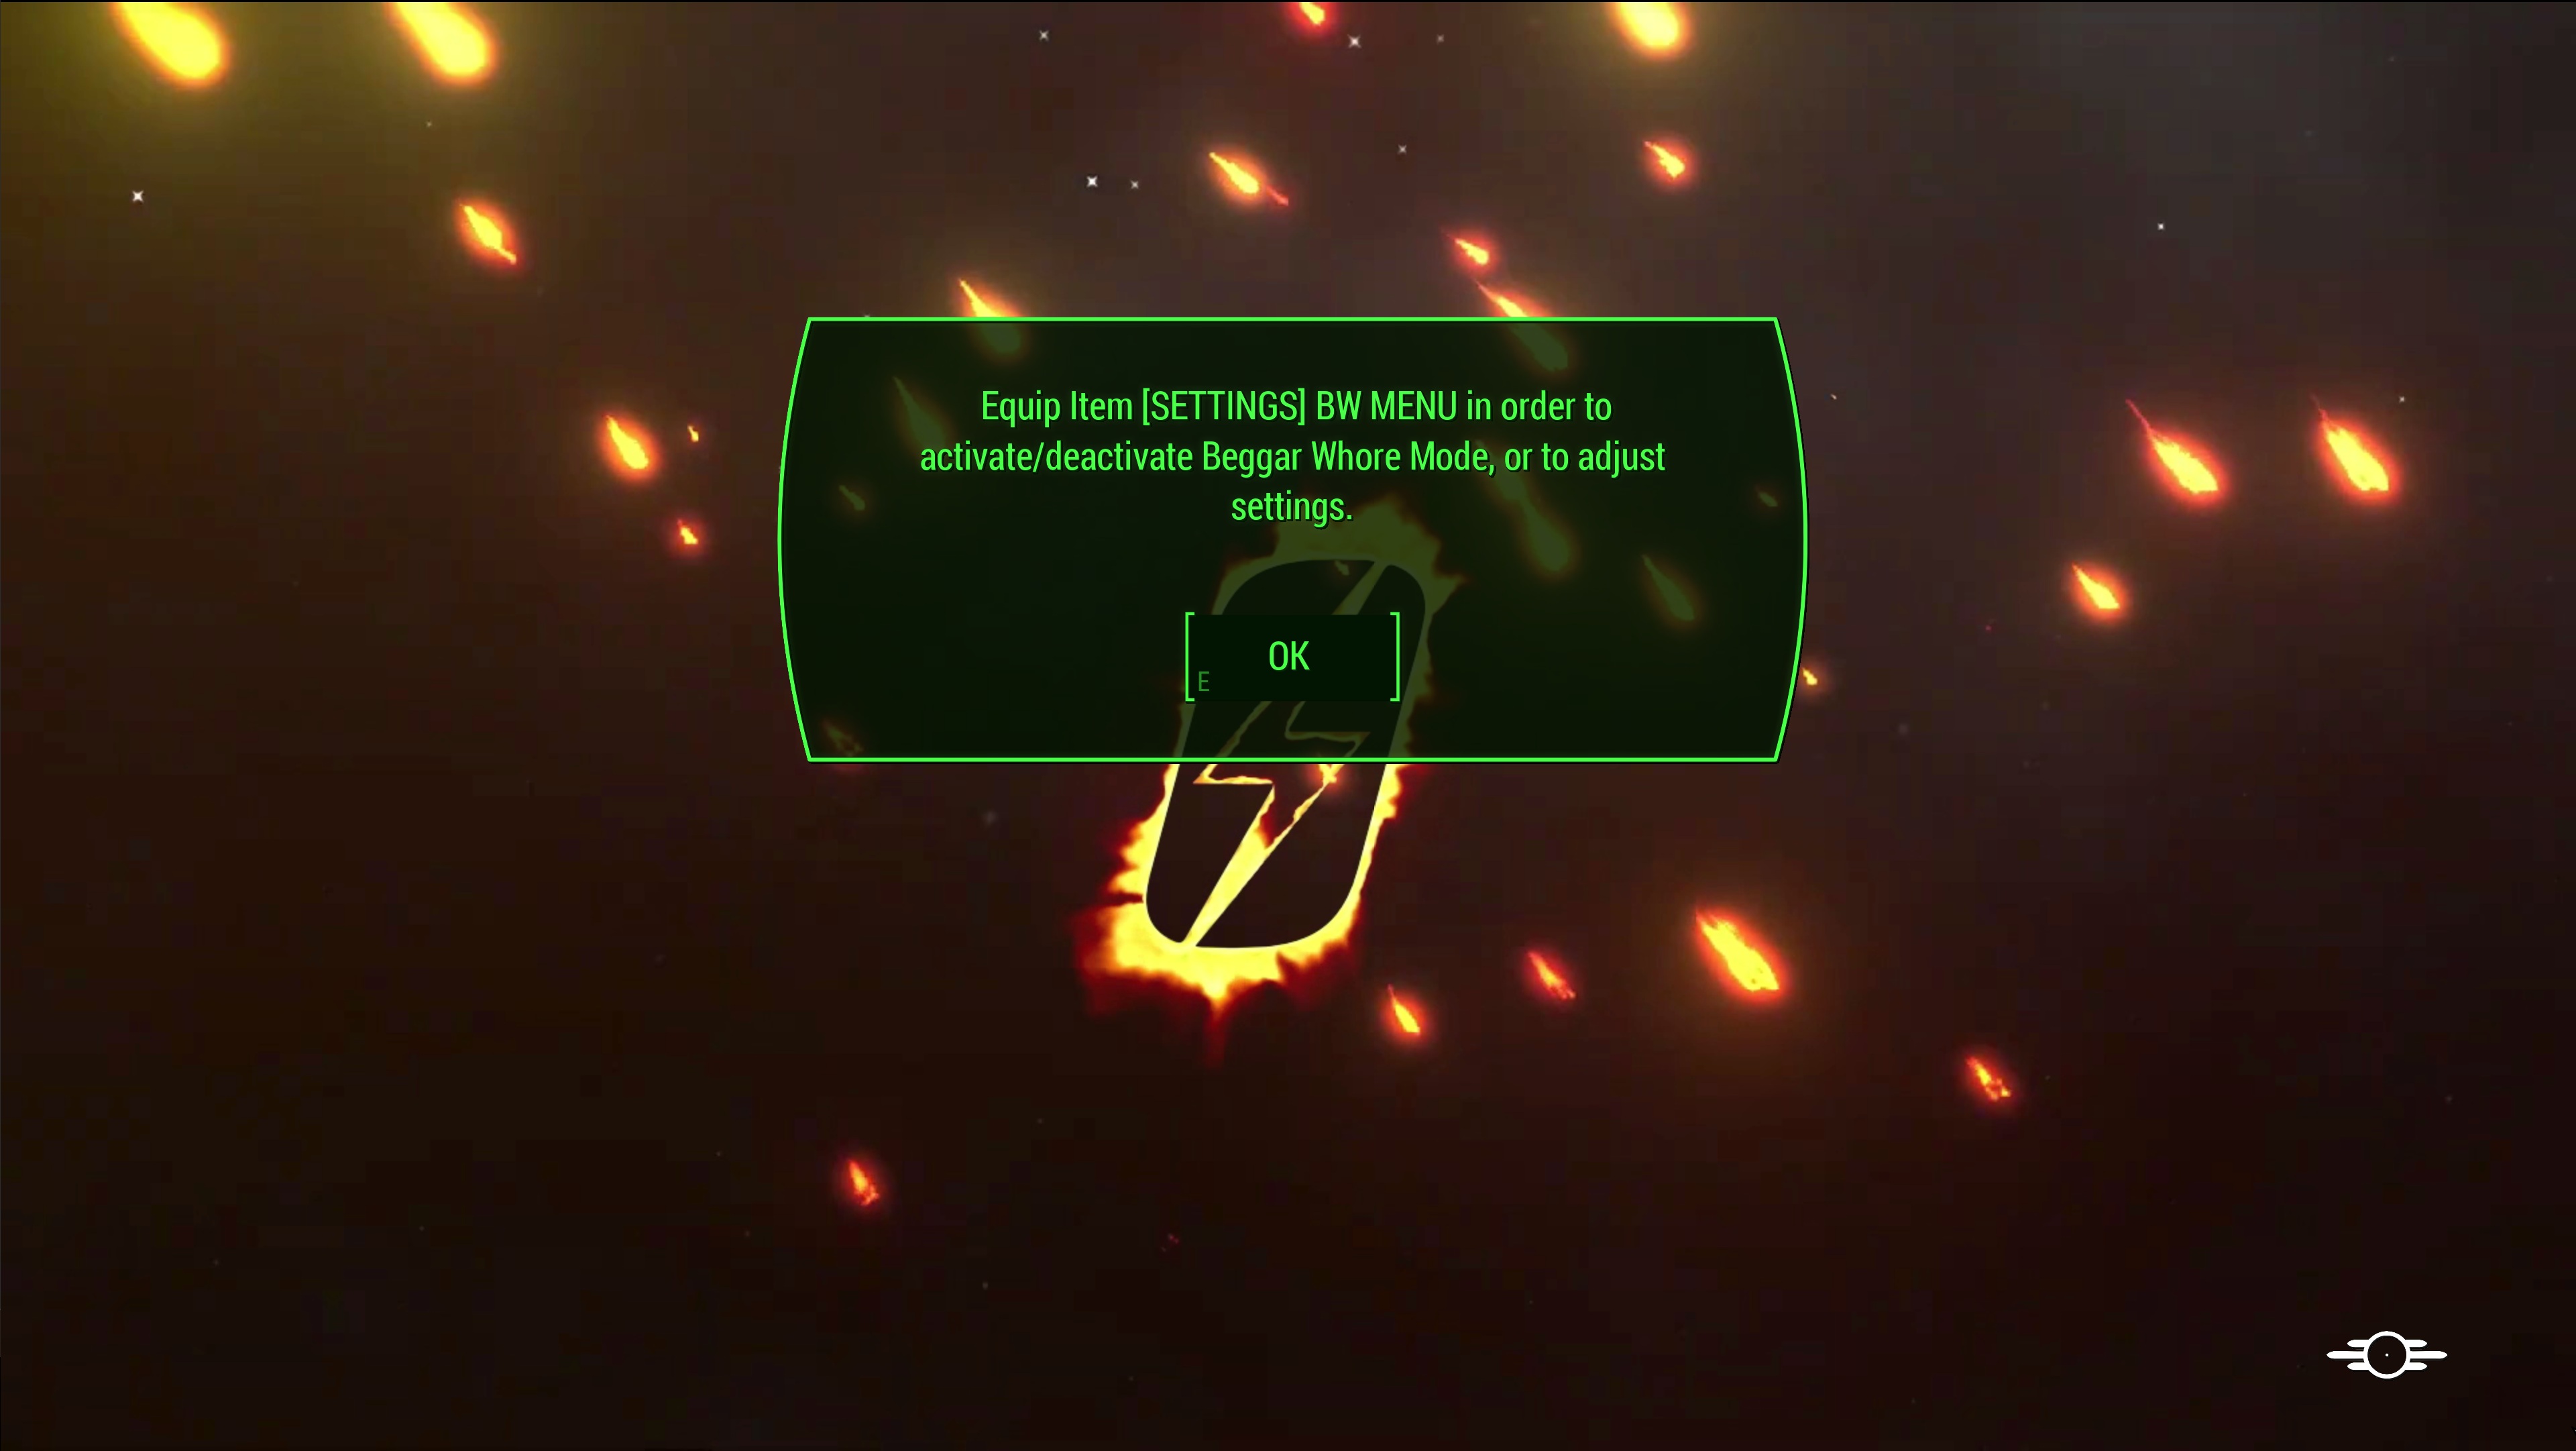 Equip Item [SETTINGS] BW MENU in order to
activate/deactivate Beggar Whore Mode, or to adjust
settings.
OK
E